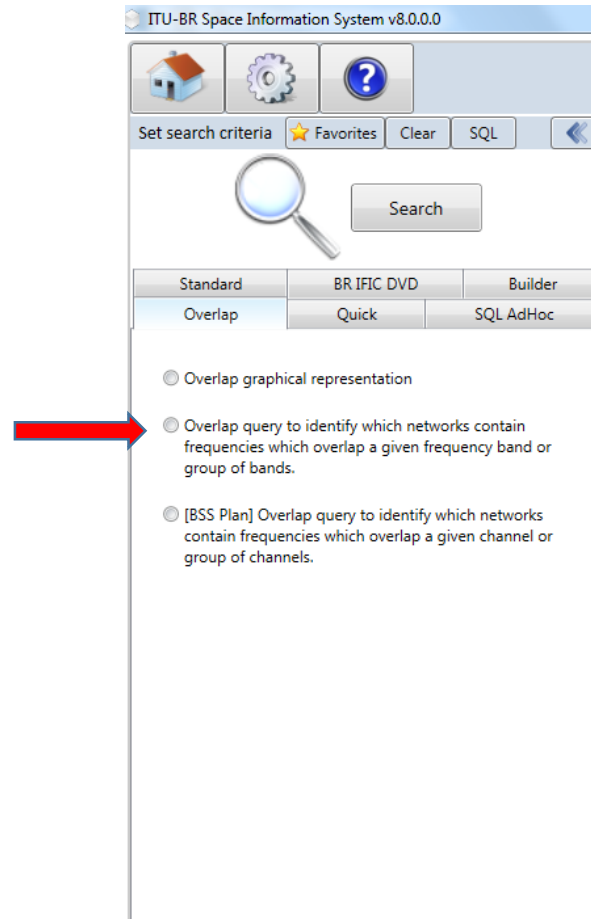 ITU-BR Space Information System v8.0.0.0
?
Set search criteria Favorites Clear SQL
Search
Standard BR IFIC DVD Builder
Overlap Quick SQL AdHoc
Overlap graphical representation
Overlap query to identify which networks contain
frequencies which overlap a given frequency band or
group of bands.
[BSS Plan] Overlap query to identify which networks
contain frequencies which overlap a given channel or
group of channels.